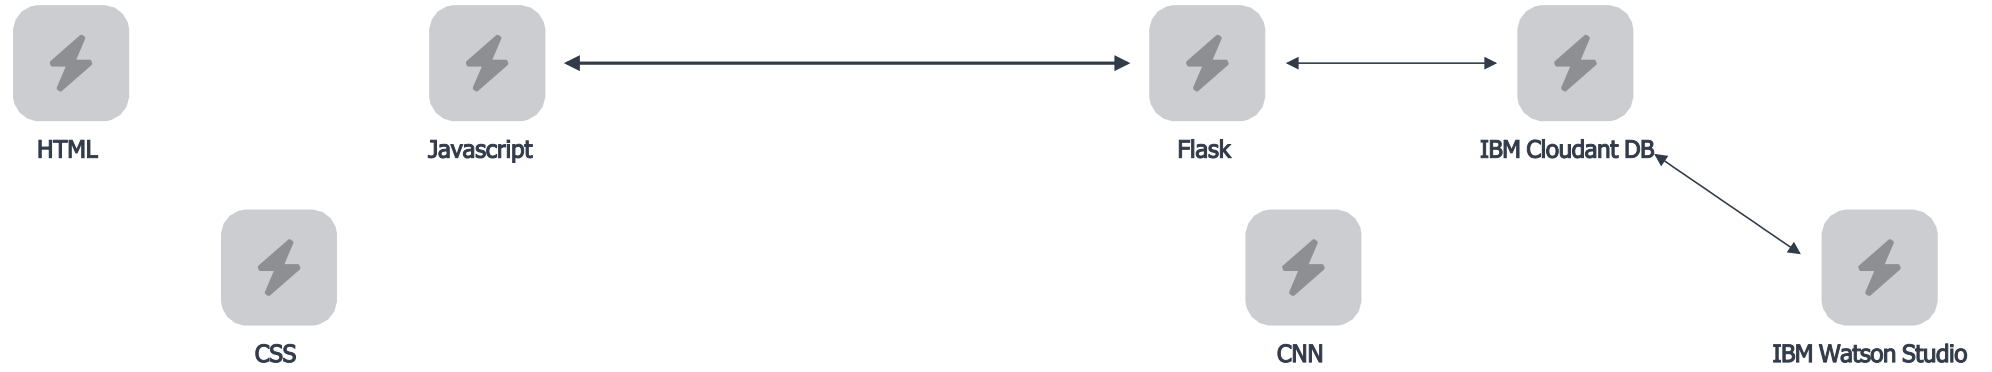 HTML
Javascript
Flask
IBM Cloudant DB
CSS
CNN
IBM Watson Studio